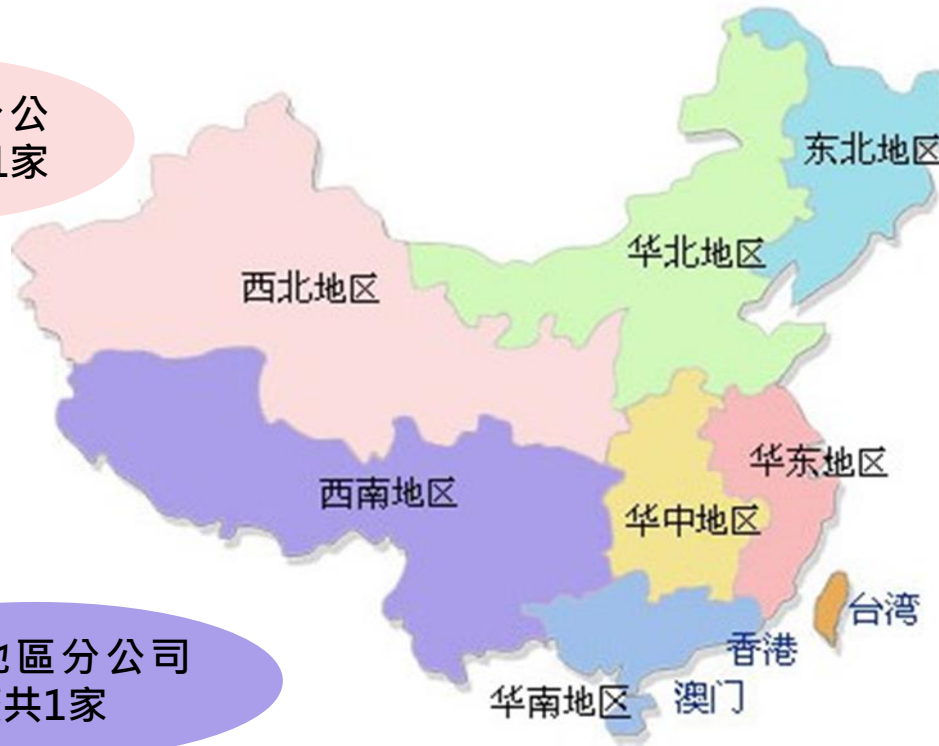 公
1家
东北地区
华北地区
西北地区
华东地区
西南地区
华中地区
台湾
地區分公司
共1家
香港
澳门
华南地区